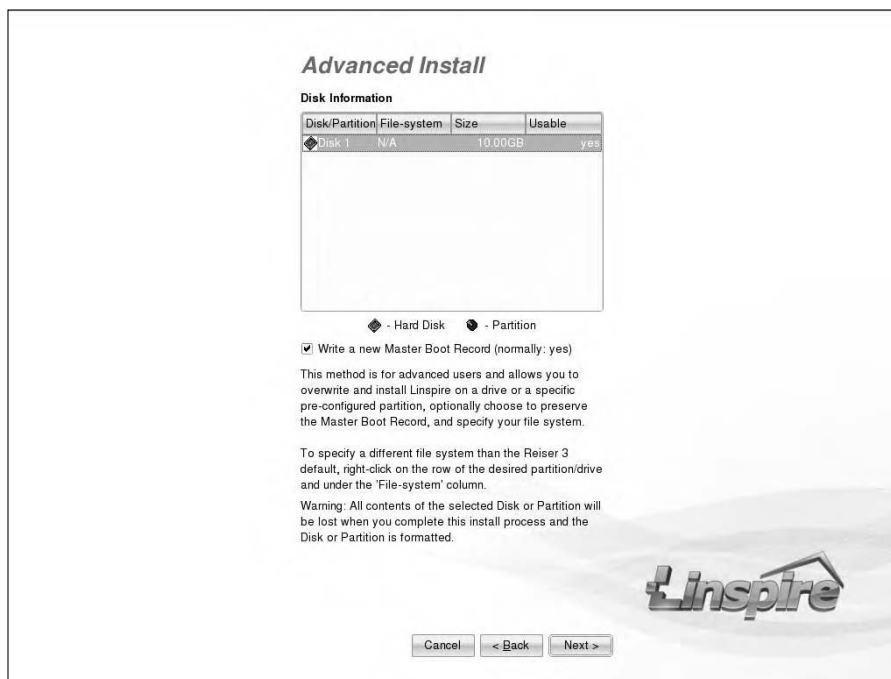 Advanced Install
Disk Information
Disk/Partition File-system Size Usable
Disk 1 N/A 10.00GB yes
- Hard Disk - Partition
Write a new Master Boot Record (normally: yes)
This method is for advanced users and allows you to
overwrite and install Linspire on a drive or a specific
pre-configured partition, optionally choose to preserve
the Master Boot Record, and specify your file system.
To specify a different file system than the Reiser 3
default, right-click on the row of the desired partition/drive
and under the 'File-system' column.
Warning: All contents of the selected Disk or Partition will
be lost when you complete this install process and the
Disk or Partition is formatted.
Linspire
Cancel < Back Next >